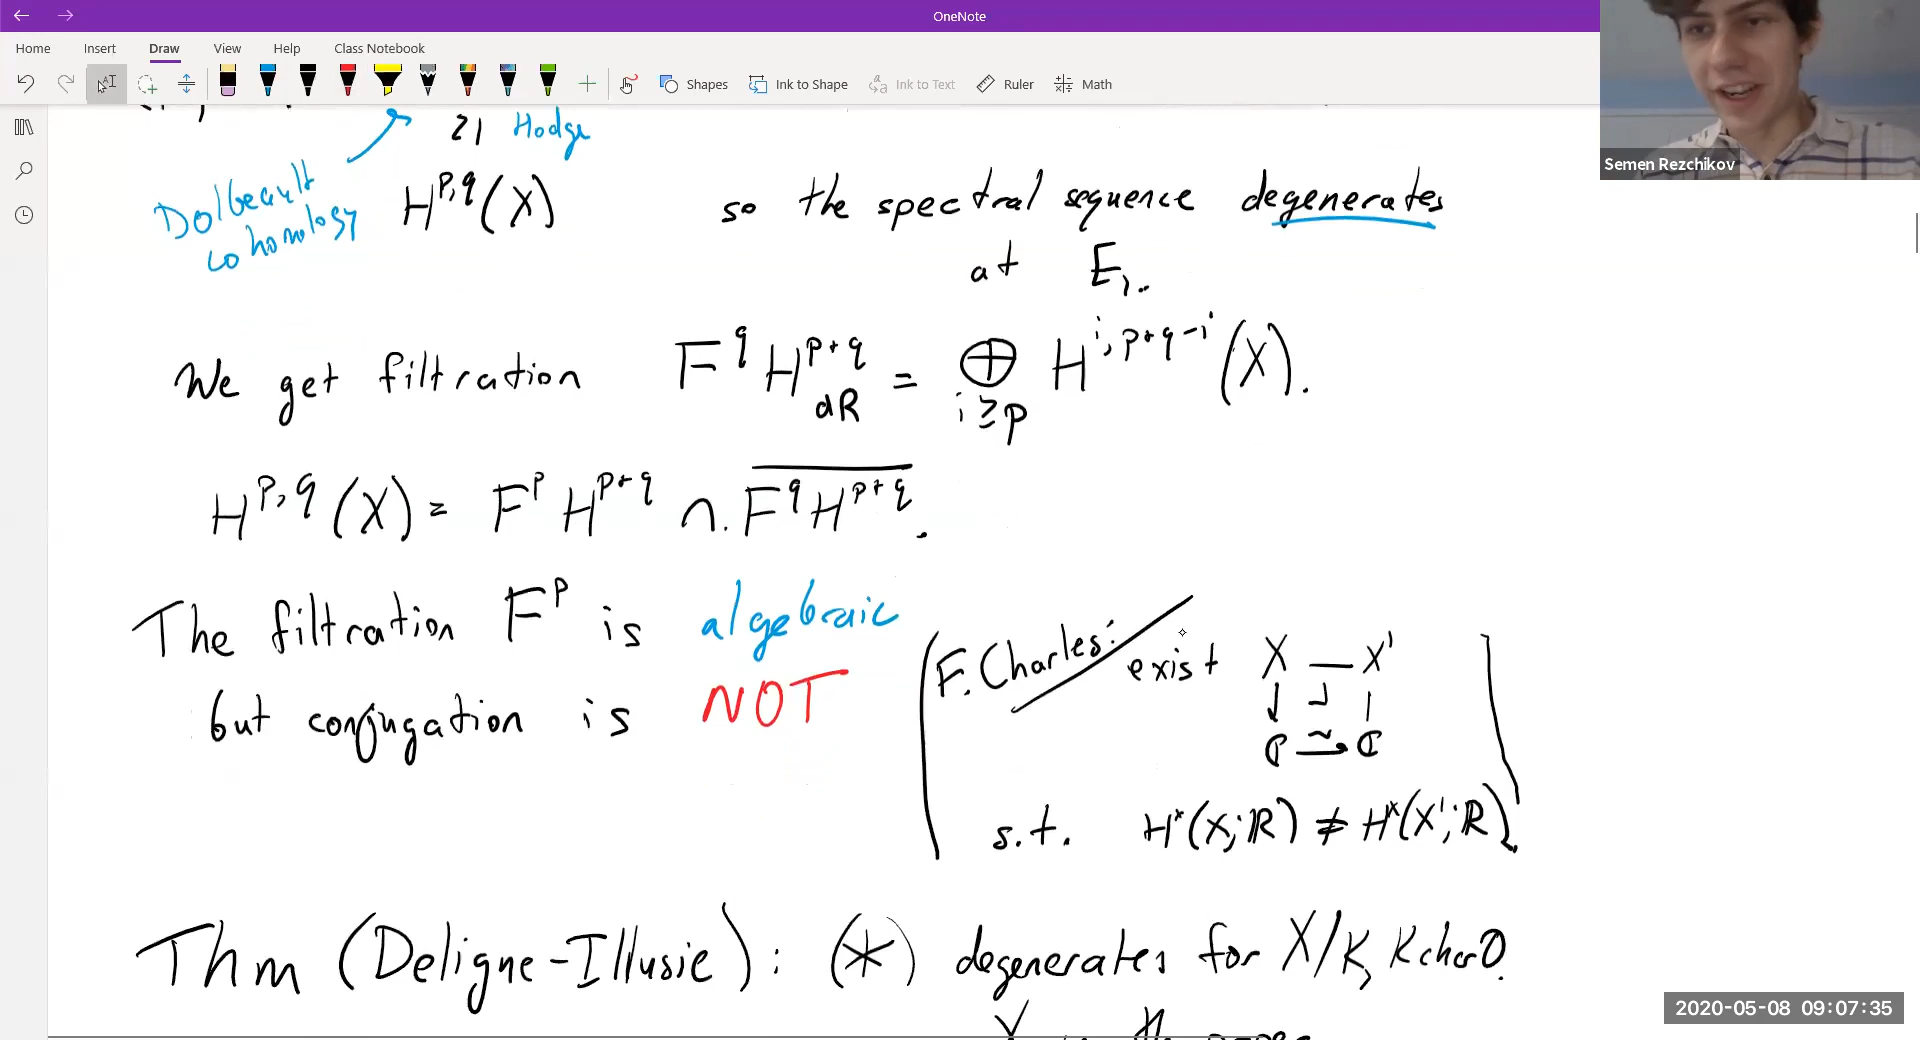 OneNote
Home Insert Draw View Help Class Notebook
Shapes Ink to Shape Ink to Text Ruler Math
Semen Rezchikov
21 Hodge
Dolbeault cohomology
H^{p,q}(X)
so the spectral sequence degenerates
at E_1.
We get filtration F^q H^{p+q}_{dR} = ⊕_{i≥p} H^{i,p+q-i}(X).
H^{p,q}(X) = F^p H^{p+q} ∩ \overline{F^q H^{p+q}}.
The filtration F^p is algebraic
but conjugation is NOT
(F. Charles: exist X — X'
↓ ┘ |
ℂ ⥲ ℂ
s.t. H^*(X;ℝ) ≠ H^*(X';ℝ).
Thm (Deligne-Illusie): (*) degenerates for X/K, K char 0.
2020-05-08 09:07:35